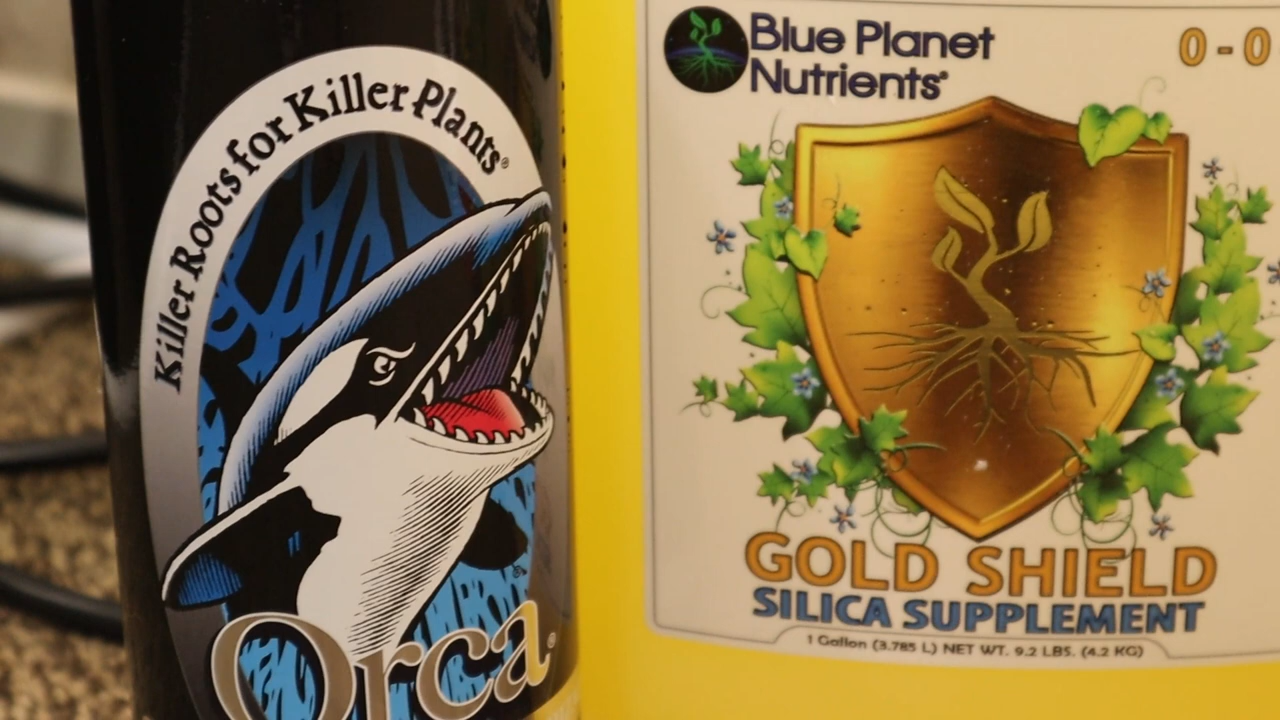 Killer Roots for Killer Plants®
Orca®
Blue Planet
Nutrients®
0-0
GOLD SHIELD
SILICA SUPPLEMENT
1 Gallon (3.785 L) NET WT. 9.2 LBS. (4.2 KG)